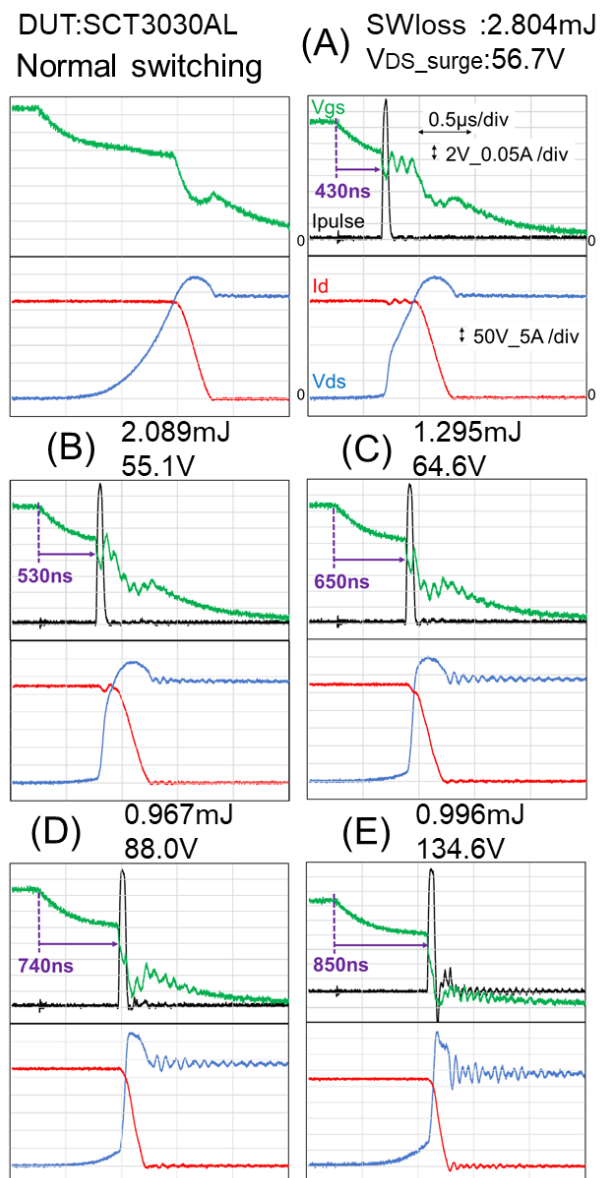 DUT:SCT3030AL
Normal switching
(A) SWloss :2.804mJ
VDS_surge:56.7V
Vgs
0.5µs/div
2V_0.05A /div
430ns
Ipulse
0
0
Id
50V_5A /div
Vds
0
0
(B) 2.089mJ
55.1V
(C) 1.295mJ
64.6V
530ns
650ns
(D) 0.967mJ
88.0V
(E) 0.996mJ
134.6V
740ns
850ns